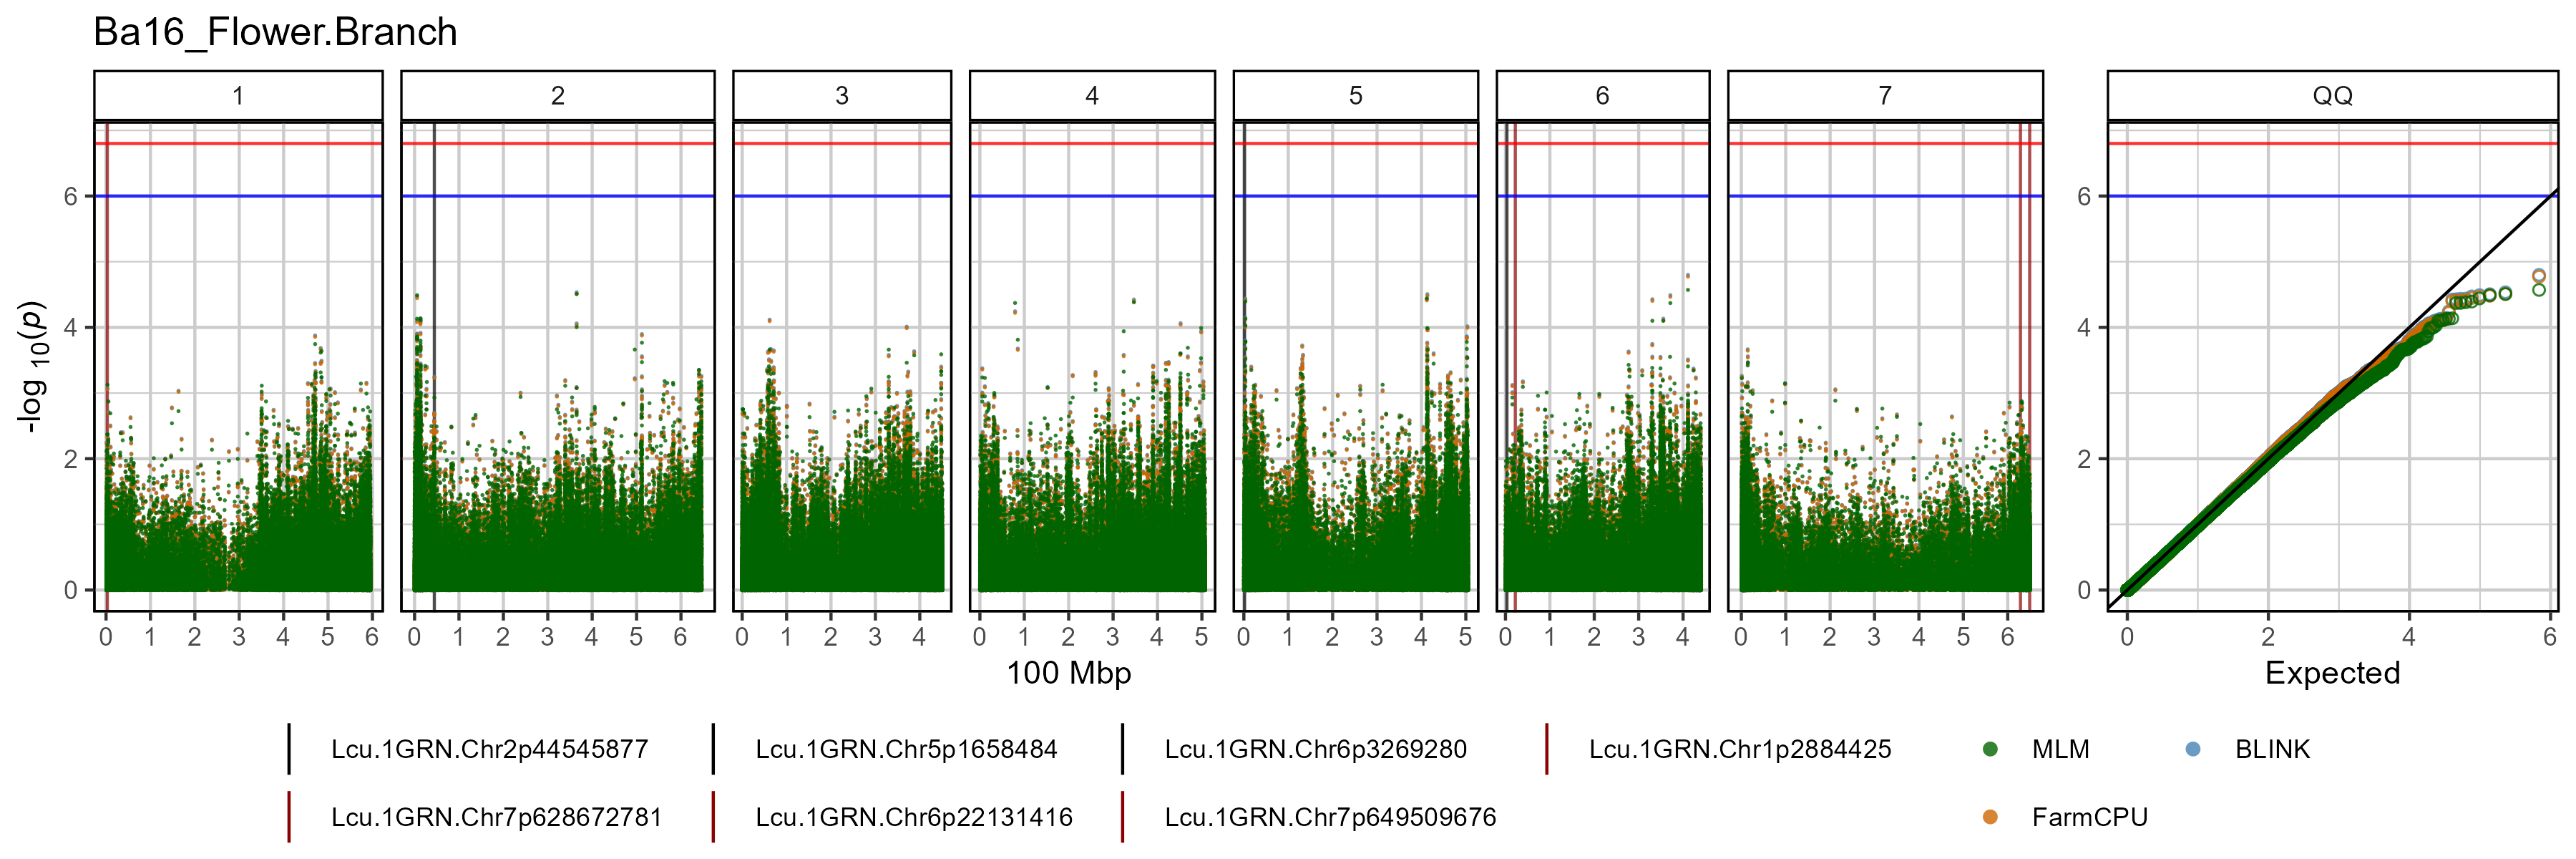 Ba16_Flower.Branch
1 2 3 4 5 6 7 QQ
6 6
4 4
2 2
0 0
-log 10(p)
0 1 2 3 4 5 6 0 1 2 3 4 5 6 0 1 2 3 4 0 1 2 3 4 5 0 1 2 3 4 5 0 1 2 3 4 0 1 2 3 4 5 6 0 2 4 6
100 Mbp Expected
Lcu.1GRN.Chr2p44545877 Lcu.1GRN.Chr5p1658484 Lcu.1GRN.Chr6p3269280 Lcu.1GRN.Chr1p2884425 MLM BLINK
Lcu.1GRN.Chr7p628672781 Lcu.1GRN.Chr6p22131416 Lcu.1GRN.Chr7p649509676 FarmCPU